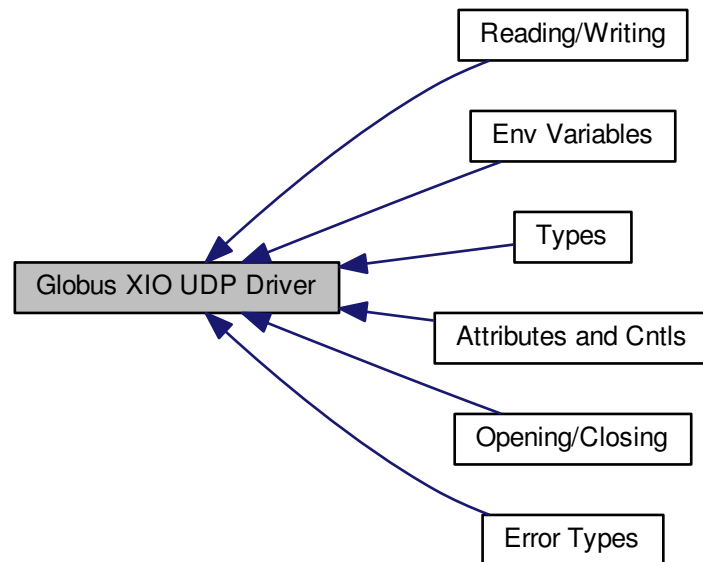 Reading/Writing
Env Variables
Types
Globus XIO UDP Driver
Attributes and Cntls
Opening/Closing
Error Types